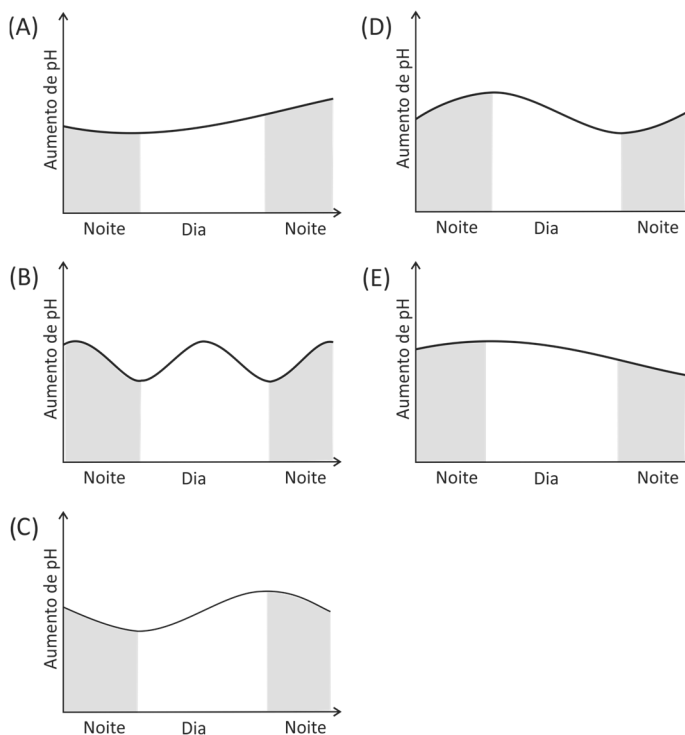 (A)
Aumento de pH
Noite Dia Noite
(B)
Aumento de pH
Noite Dia Noite
(C)
Aumento de pH
Noite Dia Noite
(D)
Aumento de pH
Noite Dia Noite
(E)
Aumento de pH
Noite Dia Noite